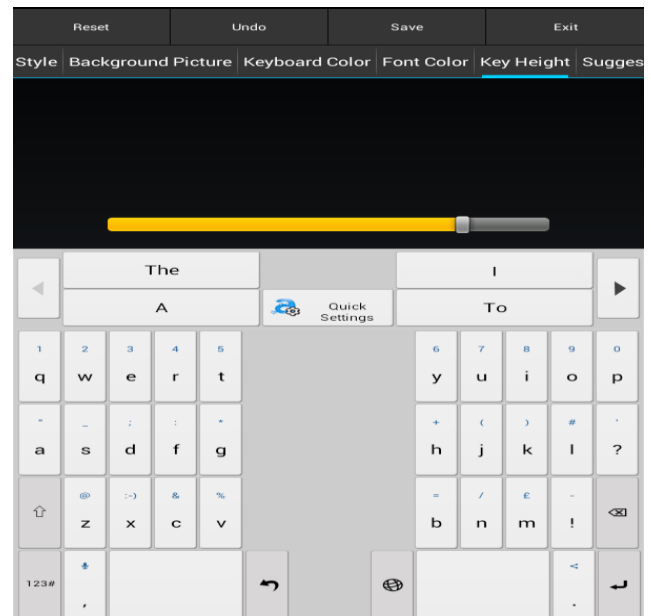 Reset Undo Save Exit
Style Background Picture Keyboard Color Font Color Key Height Sugges
The I
A Quick Settings To
1 2 3 4 5 6 7 8 9 0
q w e r t y u i o p
_ ; : + ( ) #
a s d f g h j k l ?
@ :-) & % = / £ -
z x c v b n m !
123# , .